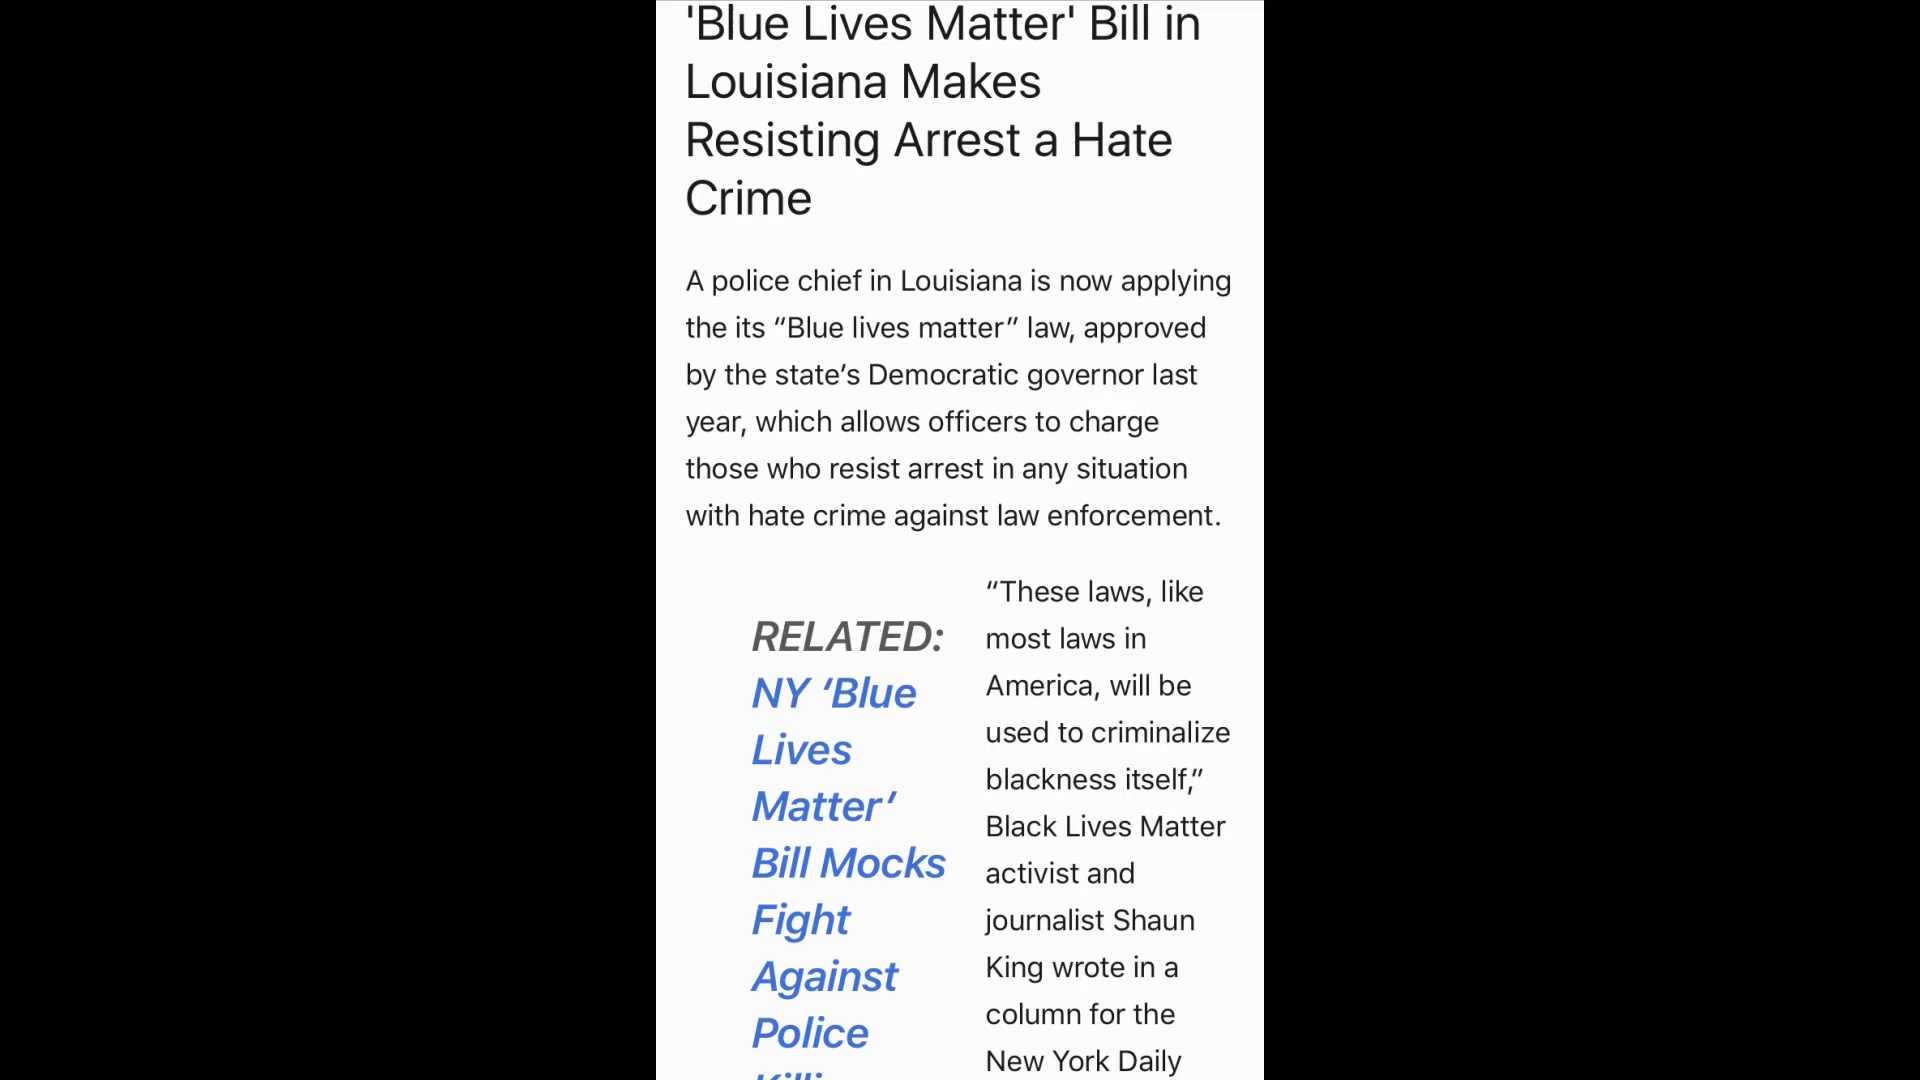 'Blue Lives Matter' Bill in
Louisiana Makes
Resisting Arrest a Hate
Crime
A police chief in Louisiana is now applying
the its “Blue lives matter” law, approved
by the state’s Democratic governor last
year, which allows officers to charge
those who resist arrest in any situation
with hate crime against law enforcement.
RELATED:
NY ‘Blue
Lives
Matter’
Bill Mocks
Fight
Against
Police
“These laws, like
most laws in
America, will be
used to criminalize
blackness itself,”
Black Lives Matter
activist and
journalist Shaun
King wrote in a
column for the
New York Daily